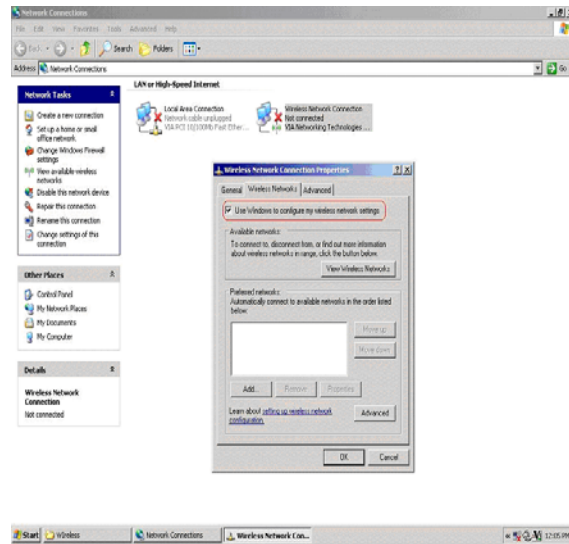 Network Connections
File Edit View Favorites Tools Advanced Help
Back Search Folders
Address Network Connections Go
Network Tasks
Create a new connection
Set up a home or small
office network
Change Windows Firewall
settings
View available wireless
networks
Disable this network device
Repair this connection
Rename this connection
Change settings of this
connection
Other Places
Control Panel
My Network Places
My Documents
My Computer
Details
Wireless Network
Connection
Not connected
LAN or High-Speed Internet
Local Area Connection
Network cable unplugged
VIA PCI 10/100Mb Fast Ether...
Wireless Network Connection
Not connected
VIA Networking Technologies ...
Wireless Network Connection Properties
General Wireless Networks Advanced
Use Windows to configure my wireless network settings
Available networks:
To connect to, disconnect from, or find out more information
about wireless networks in range, click the button below.
View Wireless Networks
Preferred networks:
Automatically connect to available networks in the order listed
below:
Move up
Move down
Add... Remove Properties
Learn about setting up wireless network
configuration.
Advanced
OK Cancel
Start Wireless Network Connections Wireless Network Con... 12:05 PM